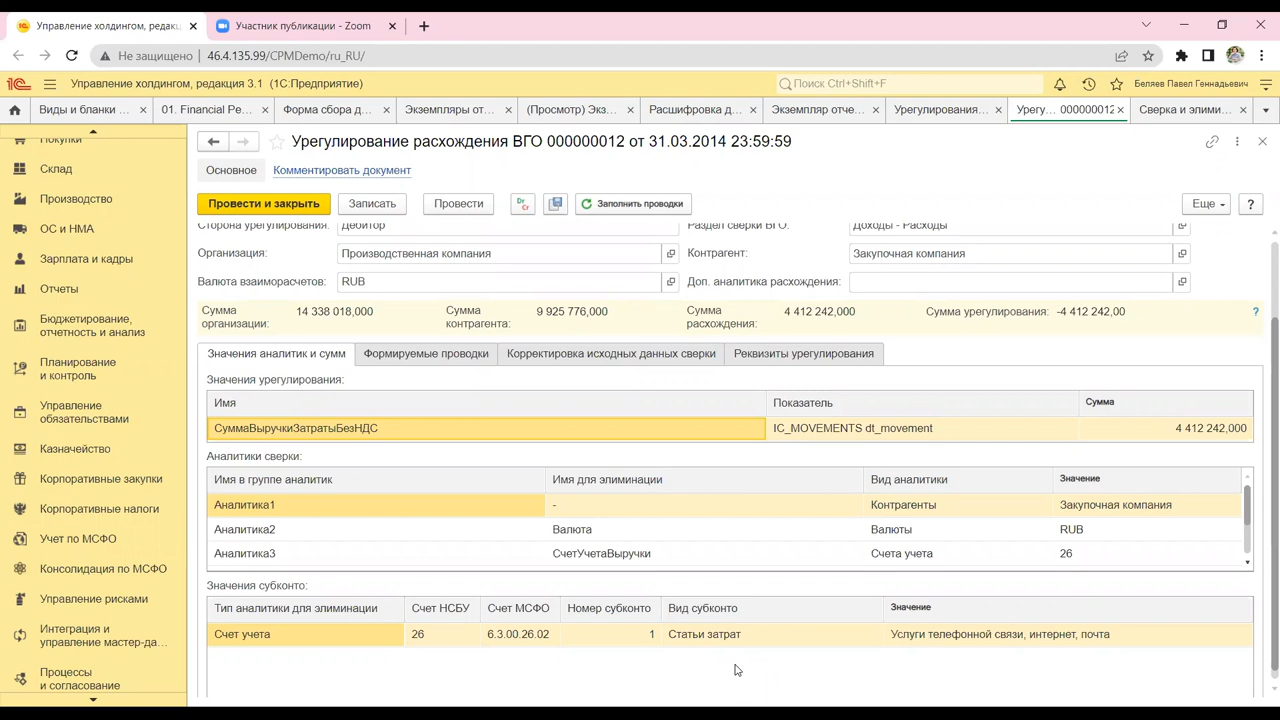 Управление холдингом, редакц
Участник публикации - Zoom
Не защищено 46.4.135.99/CPMDemo/ru_RU/
Управление холдингом, редакция 3.1 (1С:Предприятие)
Поиск Ctrl+Shift+F
Беляев Павел Геннадьевич
Виды и бланки ...
01. Financial Pe...
Форма сбора д...
Экземпляры от...
(Просмотр) Экз...
Расшифровка д...
Экземпляр отче...
Урегулирования...
Урегу... 000000012
Сверка и элими...
Покупки
Склад
Производство
ОС и НМА
Зарплата и кадры
Отчеты
Бюджетирование,
отчетность и анализ
Планирование
и контроль
Управление
обязательствами
Казначейство
Корпоративные закупки
Корпоративные налоги
Учет по МСФО
Консолидация по МСФО
Управление рисками
Интеграция и
управление мастер-да...
Процессы
и согласование
Урегулирование расхождения ВГО 000000012 от 31.03.2014 23:59:59
Основное Комментировать документ
Провести и закрыть Записать Провести Dr Cr Заполнить проводки Еще ?
Сторона урегулирования: Дебитор Раздел сверки ВГО: Доходы - Расходы
Организация: Производственная компания Контрагент: Закупочная компания
Валюта взаиморасчетов: RUB Доп. аналитика расхождения:
Сумма организации: 14 338 018,000 Сумма контрагента: 9 925 776,000 Сумма расхождения: 4 412 242,000 Сумма урегулирования: -4 412 242,00 ?
Значения аналитик и сумм Формируемые проводки Корректировка исходных данных сверки Реквизиты урегулирования
Значения урегулирования:
Имя Показатель Сумма
СуммаВыручкиЗатратыБезНДС IC_MOVEMENTS dt_movement 4 412 242,000
Аналитики сверки:
Имя в группе аналитик Имя для элиминации Вид аналитики Значение
Аналитика1 - Контрагенты Закупочная компания
Аналитика2 Валюта Валюты RUB
Аналитика3 СчетУчетаВыручки Счета учета 26
Значения субконто:
Тип аналитики для элиминации Счет НСБУ Счет МСФО Номер субконто Вид субконто Значение
Счет учета 26 6.3.00.26.02 1 Статьи затрат Услуги телефонной связи, интернет, почта